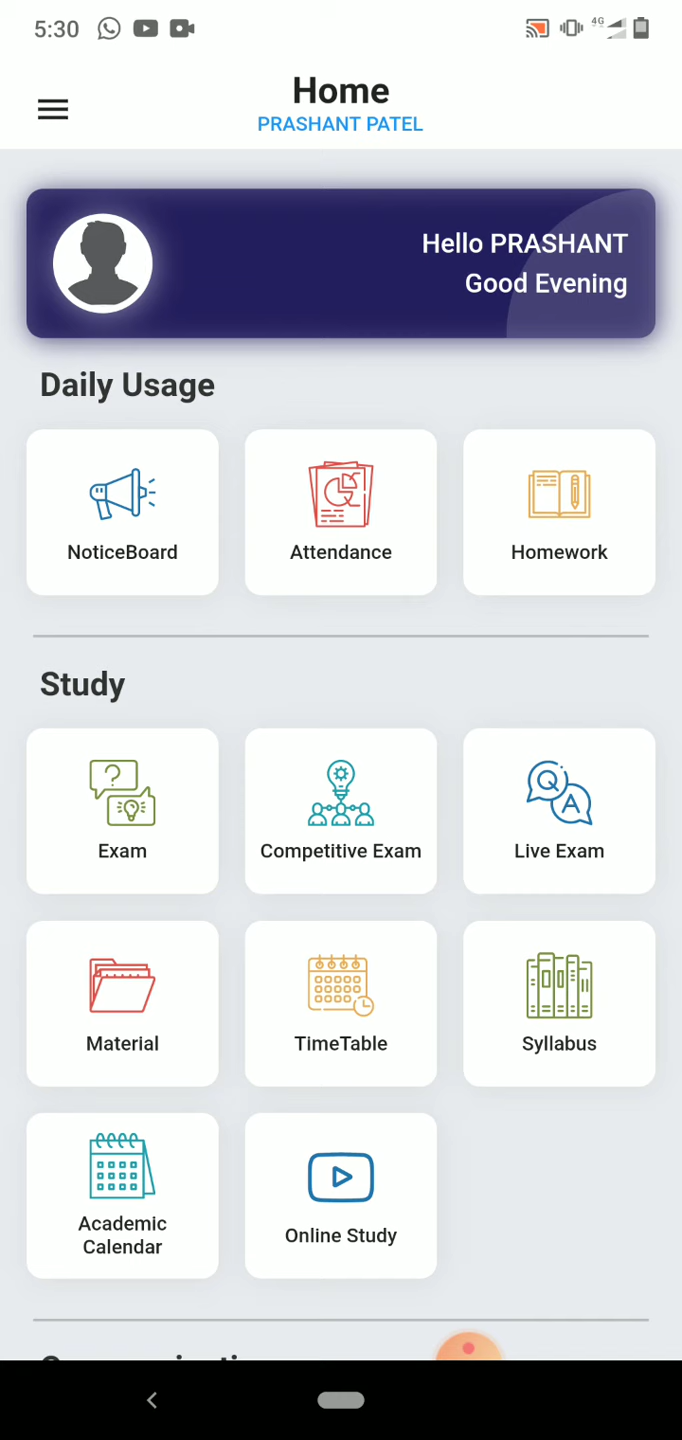 5:30
4G
Home
PRASHANT PATEL
Hello PRASHANT
Good Evening
Daily Usage
NoticeBoard
Attendance
Homework
Study
Exam
Competitive Exam
Live Exam
Material
TimeTable
Syllabus
Academic
Calendar
Online Study